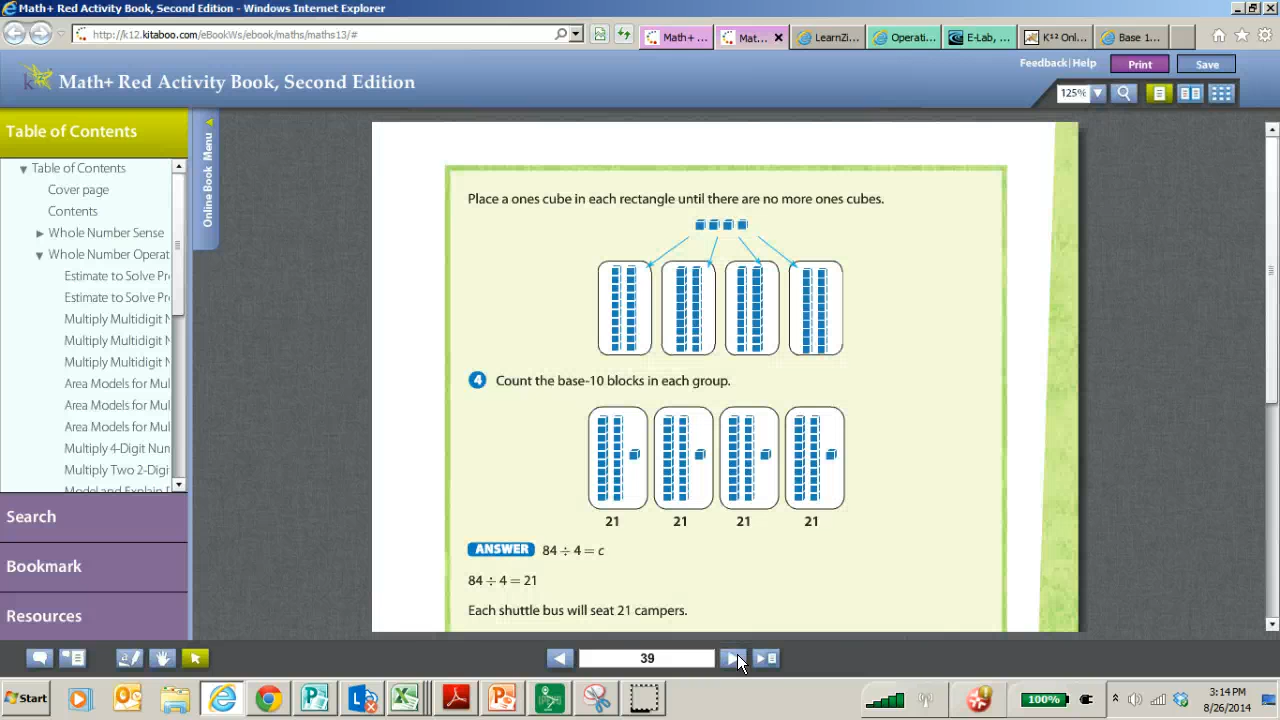 Math+ Red Activity Book, Second Edition - Windows Internet Explorer
http://k12.kitaboo.com/eBookWs/ebook/maths/maths13/#
Math+ ...
Mat...
LearnZi...
Operati...
E-Lab, ...
K¹² Onl...
Base 1...
Math+ Red Activity Book, Second Edition
Feedback|Help
Print
Save
125%
Table of Contents
Online Book Menu
Table of Contents
Cover page
Contents
Whole Number Sense
Whole Number Operat
Estimate to Solve Pr
Estimate to Solve Pr
Multiply Multidigit N
Multiply Multidigit N
Multiply Multidigit N
Area Models for Mul
Area Models for Mul
Area Models for Mul
Multiply 4-Digit Num
Multiply Two 2-Digit
Model and Explain D
Search
Bookmark
Resources
Place a ones cube in each rectangle until there are no more ones cubes.
4 Count the base-10 blocks in each group.
21 21 21 21
ANSWER 84 ÷ 4 = c
84 ÷ 4 = 21
Each shuttle bus will seat 21 campers.
39
Start
100%
3:14 PM
8/26/2014